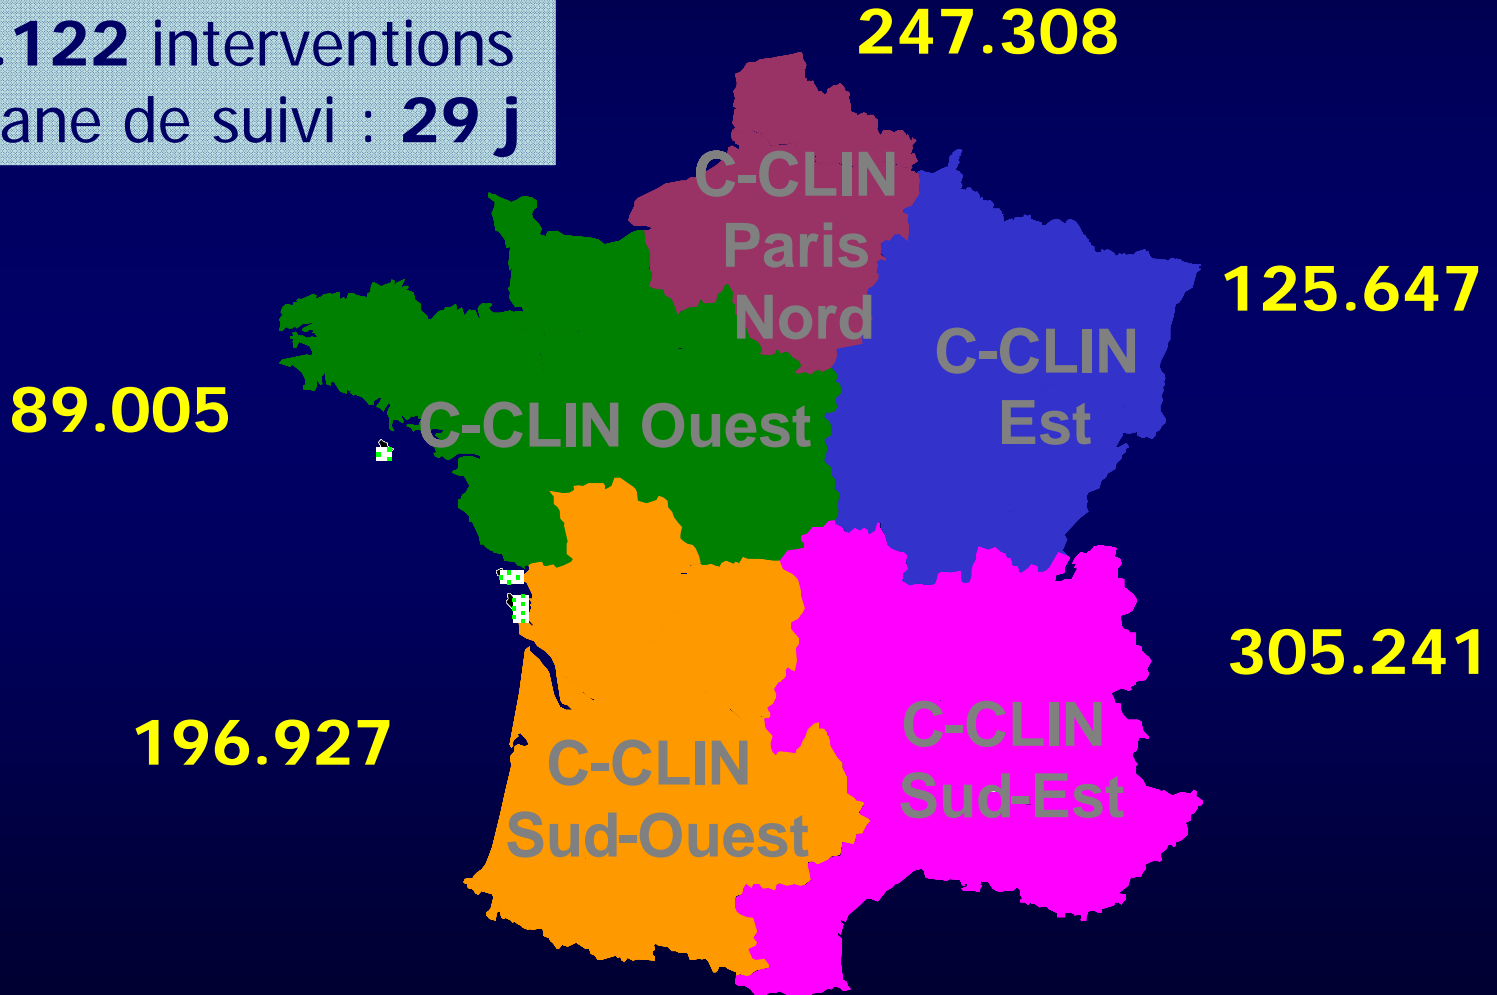 .122 interventions
ane de suivi : 29 j
247.308
C-CLIN
Paris
Nord
125.647
C-CLIN
Est
89.005
C-CLIN Ouest
305.241
196.927
C-CLIN
Sud-Est
C-CLIN
Sud-Ouest